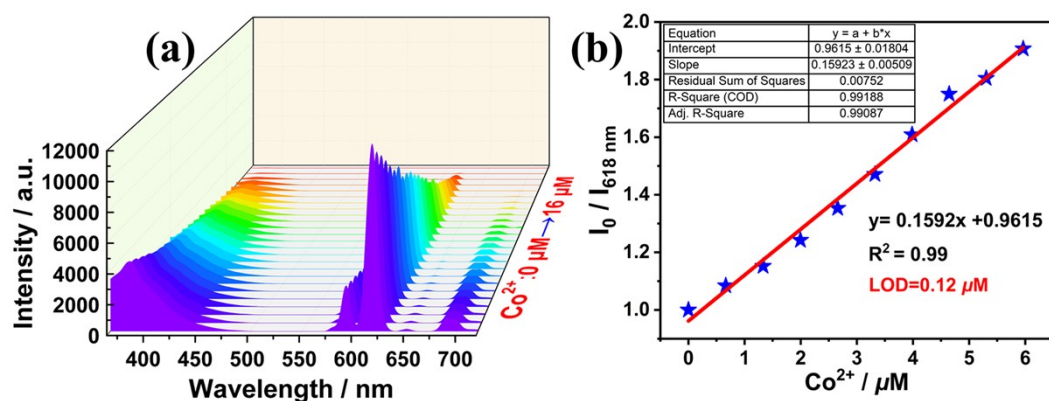 (a)
12000
10000
8000
6000
4000
2000
0
Intensity / a.u.
400 450 500 550 600 650 700
Wavelength / nm
Co²⁺ :0 μM→16 μM
(b)
2.0
1.8
1.6
1.4
1.2
1.0
I₀ / I₆₁₈ ₙₘ
Equation y = a + b*x
Intercept 0.9615 ± 0.01804
Slope 0.15923 ± 0.00509
Residual Sum of Squares 0.00752
R-Square (COD) 0.99188
Adj. R-Square 0.99087
y= 0.1592x +0.9615
R² = 0.99
LOD=0.12 μM
0 1 2 3 4 5 6
Co²⁺ / μM